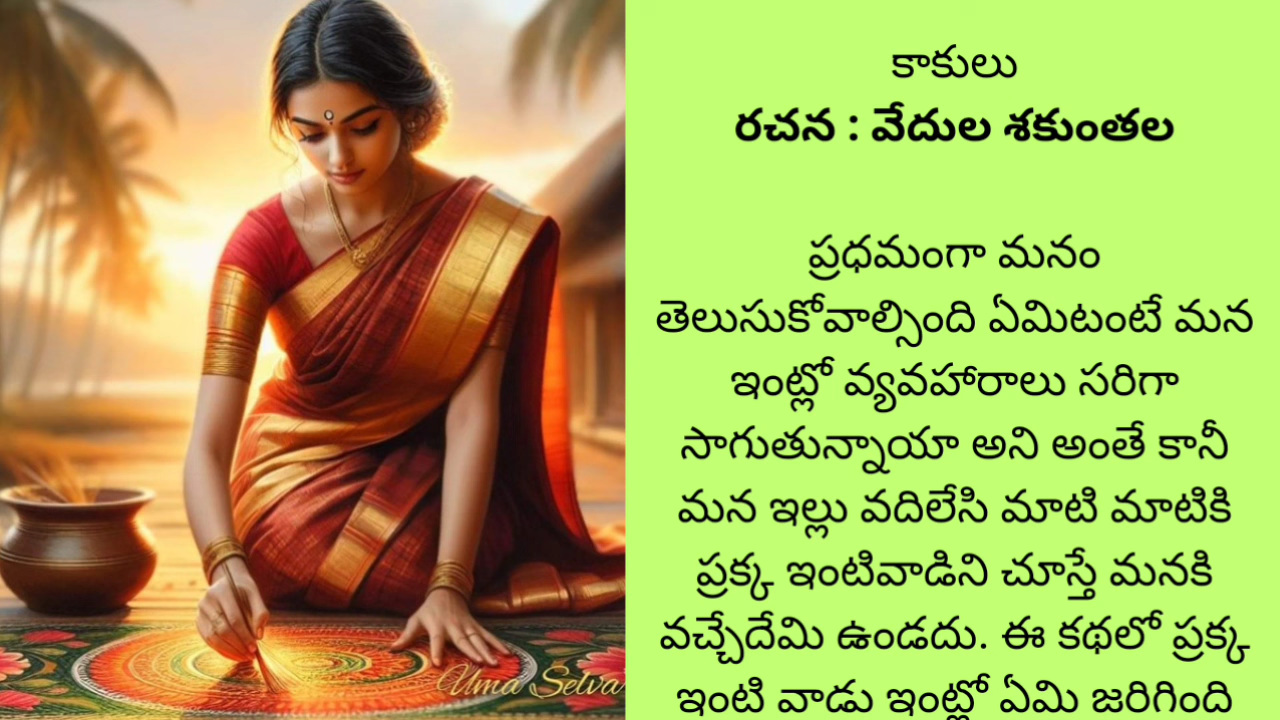 కాకులు
రచన : వేదుల శకుంతల
ప్రధమంగా మనం
తెలుసుకోవాల్సింది ఏమిటంటే మన
ఇంట్లో వ్యవహారాలు సరిగా
సాగుతున్నాయా అని అంతే కానీ
మన ఇల్లు వదిలేసి మాటి మాటికి
ప్రక్క ఇంటివాడిని చూస్తే మనకి
వచ్చేదేమి ఉండదు. ఈ కథలో ప్రక్క
ఇంటి వాడు ఇంట్లో ఏమి జరిగింది
Uma Selva